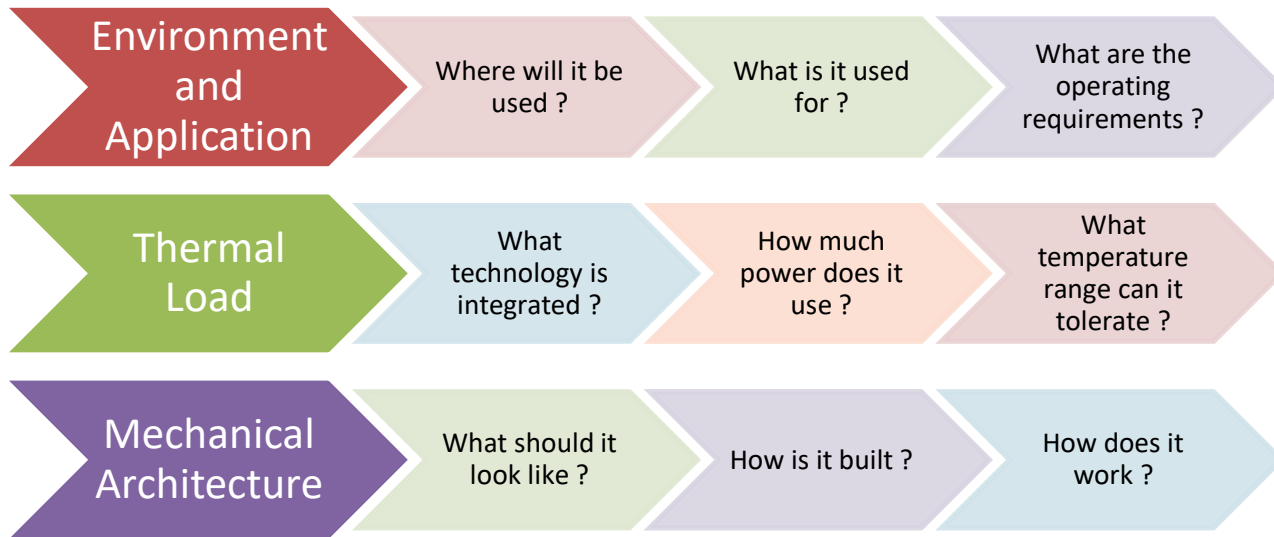 Environment
and
Application
Where will it be
used ?
What is it used
for ?
What are the
operating
requirements ?
Thermal
Load
What
technology is
integrated ?
How much
power does it
use ?
What
temperature
range can it
tolerate ?
Mechanical
Architecture
What should it
look like ?
How is it built ?
How does it
work ?